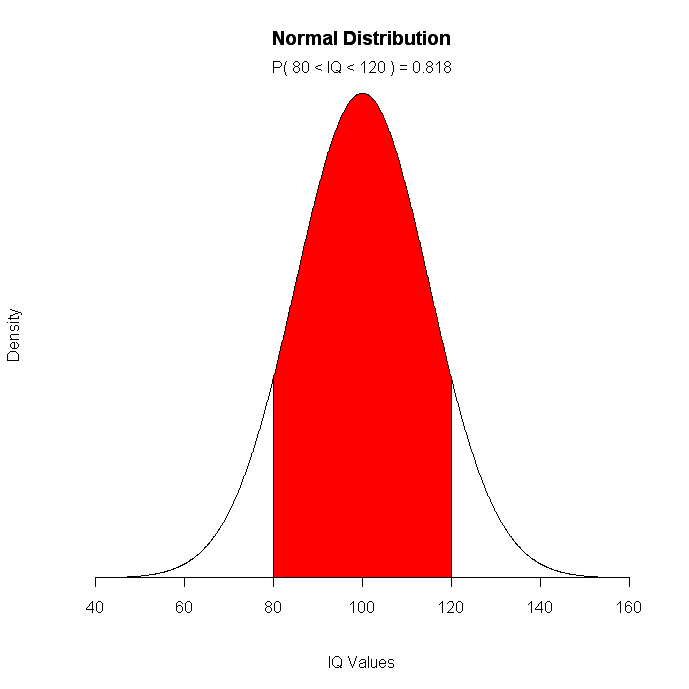 Normal Distribution
P( 80 < IQ < 120 ) = 0.818
Density
40 60 80 100 120 140 160
IQ Values